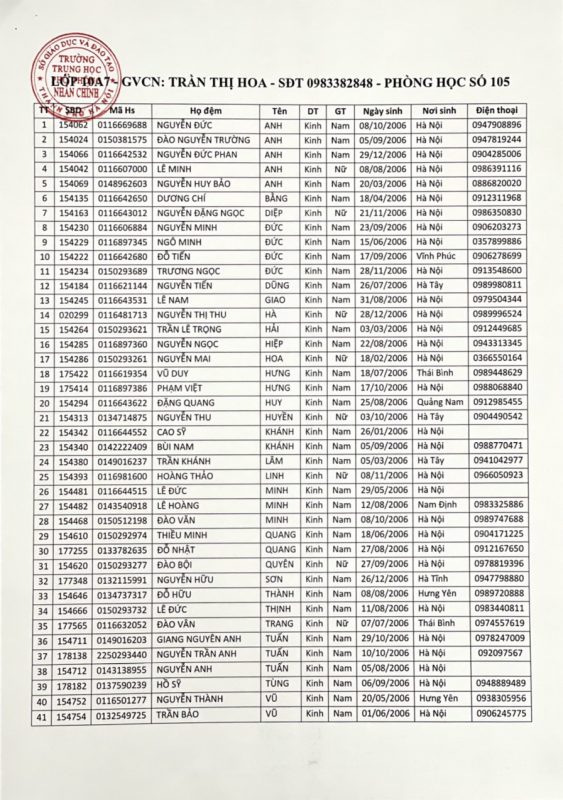 SỞ GIÁO DỤC VÀ ĐÀO TẠO
THÀNH PHỐ HÀ NỘI
TRƯỜNG
TRUNG HỌC
PHỔ THÔNG
NHÂN CHÍNH
LỚP 10A7 - GVCN: TRẦN THỊ HOA - SĐT 0983382848 - PHÒNG HỌC SỐ 105
TT SBD Mã Hs Họ đệm Tên DT GT Ngày sinh Nơi sinh Điện thoại
1 154062 0116669688 NGUYỄN ĐỨC ANH Kinh Nam 08/10/2006 Hà Nội 0947908896
2 154024 0150381575 ĐÀO NGUYỄN TRƯỜNG ANH Kinh Nam 05/09/2006 Hà Nội 0947819244
3 154066 0116642532 NGUYỄN ĐỨC PHAN ANH Kinh Nam 29/12/2006 Hà Nội 0904285006
4 154042 0116607000 LÊ MINH ANH Kinh Nữ 08/08/2006 Hà Nội 0986391116
5 154069 0148962603 NGUYỄN HUY BẢO ANH Kinh Nam 20/03/2006 Hà Nội 0886820020
6 154135 0116642650 DƯƠNG CHÍ BẰNG Kinh Nam 18/04/2006 Hà Nội 0912311968
7 154163 0116643012 NGUYỄN ĐẶNG NGỌC DIỆP Kinh Nữ 21/11/2006 Hà Nội 0986350830
8 154230 0116606884 NGUYỄN MINH ĐỨC Kinh Nam 23/09/2006 Hà Nội 0906203273
9 154229 0116897345 NGÔ MINH ĐỨC Kinh Nam 15/06/2006 Hà Nội 0357899886
10 154222 0116642680 ĐỖ TIẾN ĐỨC Kinh Nam 17/09/2006 Vĩnh Phúc 0906278699
11 154234 0150293689 TRƯƠNG NGỌC ĐỨC Kinh Nam 28/11/2006 Hà Nội 0913548600
12 154184 0116621144 NGUYỄN TIẾN DŨNG Kinh Nam 26/07/2006 Hà Tây 0989980811
13 154245 0116643531 LÊ NAM GIAO Kinh Nam 31/08/2006 Hà Nội 0979504344
14 020299 0116481713 NGUYỄN THỊ THU HÀ Kinh Nữ 28/12/2006 Hà Nội 0989996524
15 154264 0150293621 TRẦN LÊ TRỌNG HẢI Kinh Nam 03/03/2006 Hà Nội 0912449685
16 154285 0116897360 NGUYỄN NGỌC HIỆP Kinh Nam 22/08/2006 Hà Nội 0943313345
17 154286 0150293261 NGUYỄN MAI HOA Kinh Nữ 18/02/2006 Hà Nội 0366550164
18 175422 0116619354 VŨ DUY HƯNG Kinh Nam 18/07/2006 Thái Bình 0989448629
19 175414 0116897386 PHẠM VIỆT HƯNG Kinh Nam 17/10/2006 Hà Nội 0988068840
20 154294 0116643622 ĐẶNG QUANG HUY Kinh Nam 25/08/2006 Quảng Nam 0912985455
21 154313 0134714875 NGUYỄN THU HUYỀN Kinh Nữ 03/10/2006 Hà Tây 0904490542
22 154342 0116644552 CAO SỸ KHÁNH Kinh Nam 26/01/2006 Hà Nội
23 154340 0142222409 BÙI NAM KHÁNH Kinh Nam 05/09/2006 Hà Nội 0988770471
24 154380 0149016237 TRẦN KHÁNH LÂM Kinh Nam 05/03/2006 Hà Tây 0941042977
25 154393 0116981600 HOÀNG THẢO LINH Kinh Nữ 08/11/2006 Hà Nội 0966050923
26 154481 0116644515 LÊ ĐỨC MINH Kinh Nam 29/05/2006 Hà Nội
27 154482 0143540918 LÊ HOÀNG MINH Kinh Nam 12/08/2006 Nam Định 0983325886
28 154468 0150512198 ĐÀO VĂN MINH Kinh Nam 08/10/2006 Hà Nội 0989747688
29 154610 0150292974 THIỀU MINH QUANG Kinh Nam 18/06/2006 Hà Nội 0904171225
30 177255 0133782635 ĐỖ NHẬT QUANG Kinh Nam 27/08/2006 Hà Nội 0912167650
31 154620 0150293277 ĐÀO BỘI QUYÊN Kinh Nữ 27/09/2006 Hà Nội 0978819396
32 177348 0132115991 NGUYỄN HỮU SƠN Kinh Nam 26/12/2006 Hà Tĩnh 0947798880
33 154646 0134737317 ĐỖ HỮU THÀNH Kinh Nam 08/08/2006 Hưng Yên 0989720888
34 154666 0150293732 LÊ ĐỨC THỊNH Kinh Nam 11/08/2006 Hà Nội 0983440811
35 177565 0116632052 ĐÀO VÂN TRANG Kinh Nữ 07/07/2006 Thái Bình 0974557619
36 154711 0149016203 GIANG NGUYÊN ANH TUẤN Kinh Nam 29/10/2006 Hà Nội 0978247009
37 178138 2250293440 NGUYỄN TRẦN ANH TUẤN Kinh Nam 10/10/2006 Hà Nội 092097567
38 154712 0143138955 NGUYỄN ANH TUẤN Kinh Nam 05/08/2006 Hà Nội
39 178182 0137590239 HỒ SỸ TÙNG Kinh Nam 06/09/2006 Hà Nội 0948889489
40 154752 0116501277 NGUYỄN THÀNH VŨ Kinh Nam 20/05/2006 Hưng Yên 0938305956
41 154754 0132549725 TRẦN BẢO VŨ Kinh Nam 01/06/2006 Hà Nội 0906245775